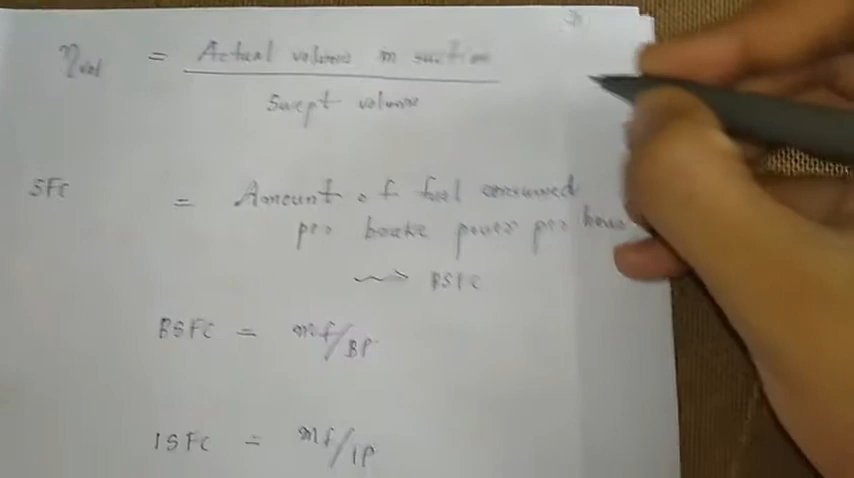 ηvol = Actual volume in suction
Swept volume
SFC = Amount of fuel consumed
per brake power per hour
⟿ BSFC
BSFC = mf/BP
ISFC = mf/IP